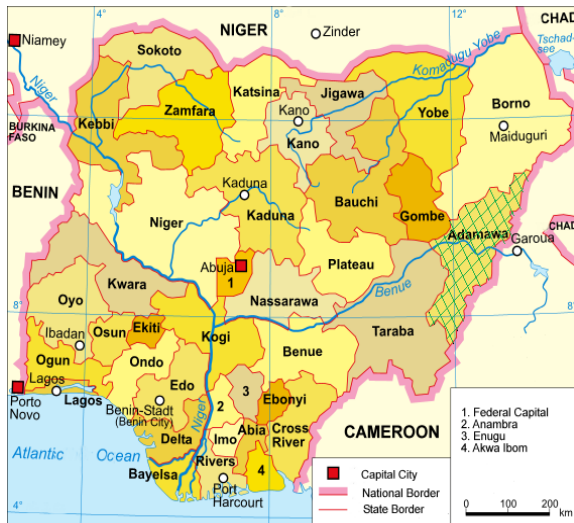 8°
12°
NIGER
Zinder
CHAD
Niamey
Tschad-
see
Sokoto
Komadugu Yobe
Katsina
Jigawa
Niger
Zamfara
Kano
Yobe
Borno
Kebbi
BURKINA
FASO
Kano
Maiduguri
BENIN
Kaduna
Bauchi
Gombe
Niger
Kaduna
Adamawa
CHAD
Garoua
Plateau
Abuja
1
Kwara
Nassarawa
Benue
Oyo
8°
4°
8°
Taraba
Ibadan
Osun
Ekiti
Kogi
Benue
Ogun
Ondo
Lagos
Edo
2
3
Ebonyi
Porto
Novo
Lagos
Benin-Stadt
(Benin City)
Niger
Abia
Cross
River
Delta
Imo
CAMEROON
Atlantic Ocean
Bayelsa
Rivers
4
Port
Harcourt
4°
1. Federal Capital
2. Anambra
3. Enugu
4. Akwa Ibom
Capital City
National Border
State Border
0 100 200
km